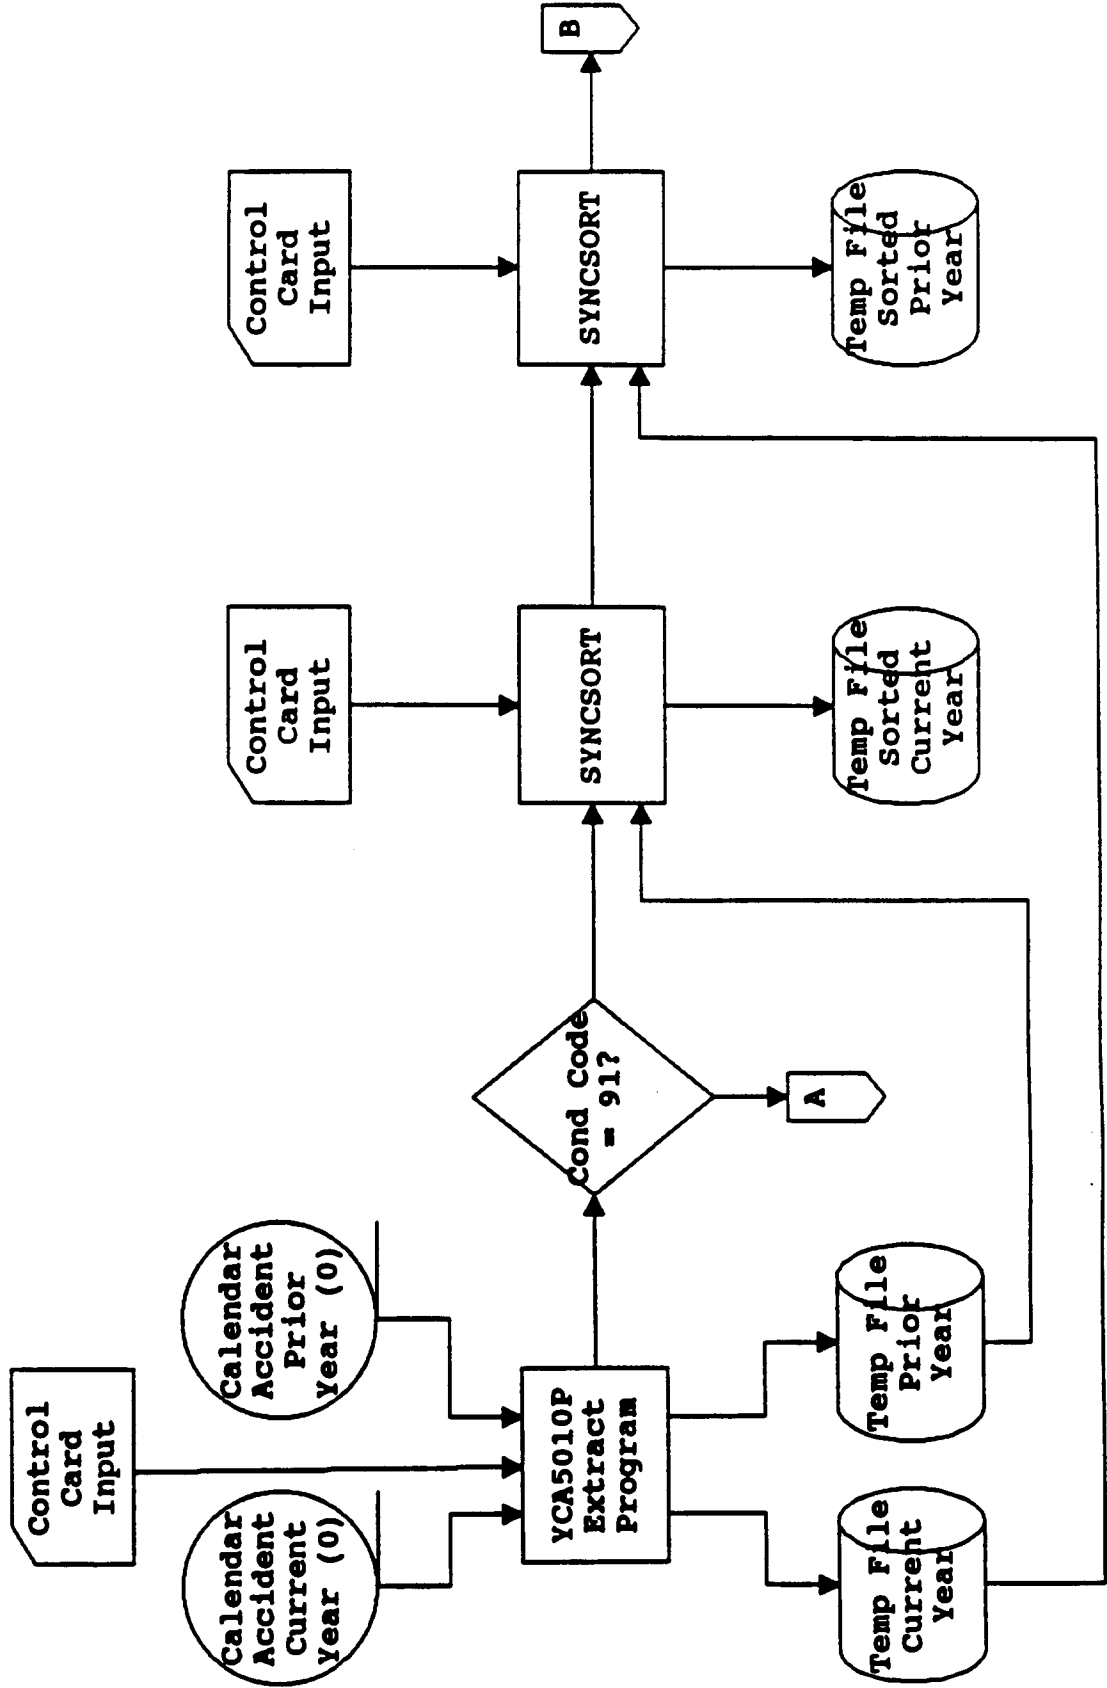 Control
Card
Input
Calendar
Accident
Current
Year (0)
Calendar
Accident
Prior
Year (0)
YCA5010P
Extract
Program
Temp File
Current
Year
Temp File
Prior
Year
Cond Code
= 91?
A
Control
Card
Input
SYNCSORT
Temp File
Sorted
Current
Year
Control
Card
Input
SYNCSORT
Temp File
Sorted
Prior
Year
B